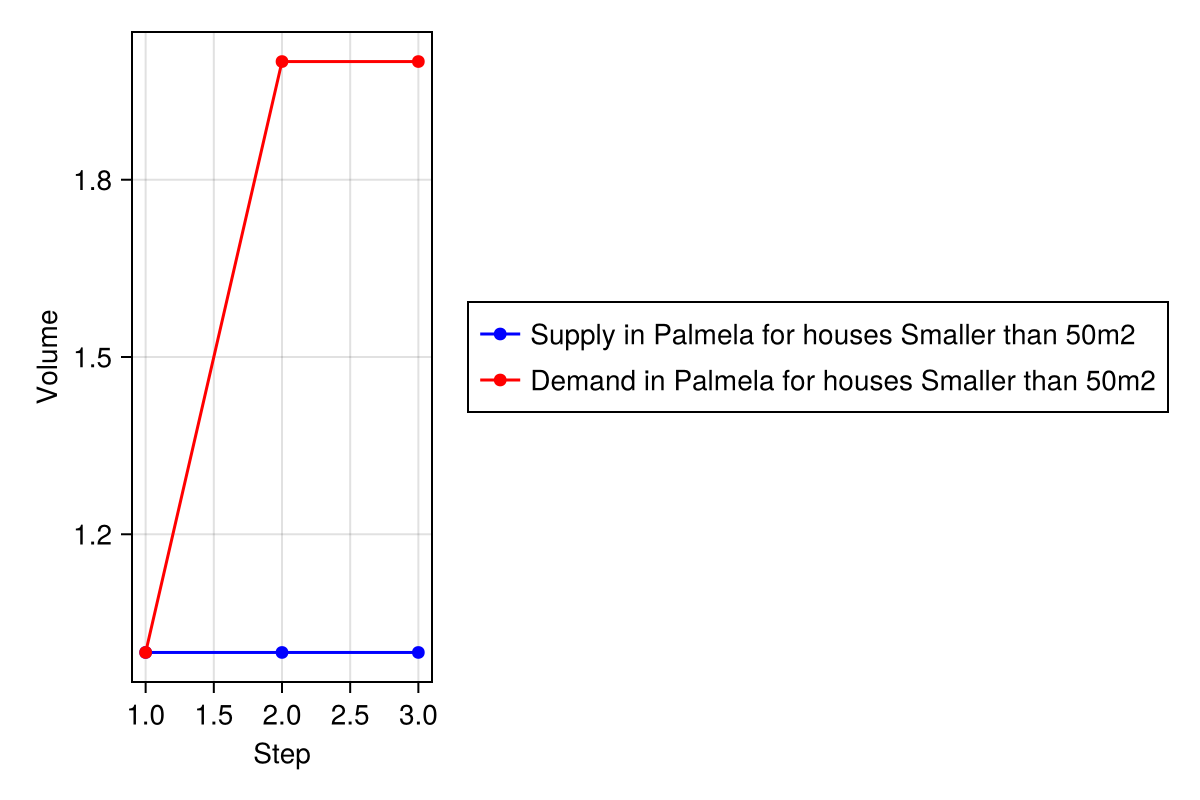 Volume
1.8
1.5
1.2
1.0 1.5 2.0 2.5 3.0
Step
Supply in Palmela for houses Smaller than 50m2
Demand in Palmela for houses Smaller than 50m2